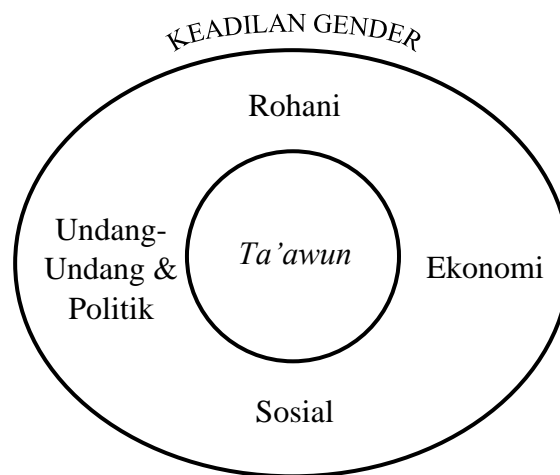 KEADILAN GENDER
Rohani
Undang-
Undang &
Politik
Ta’awun
Ekonomi
Sosial